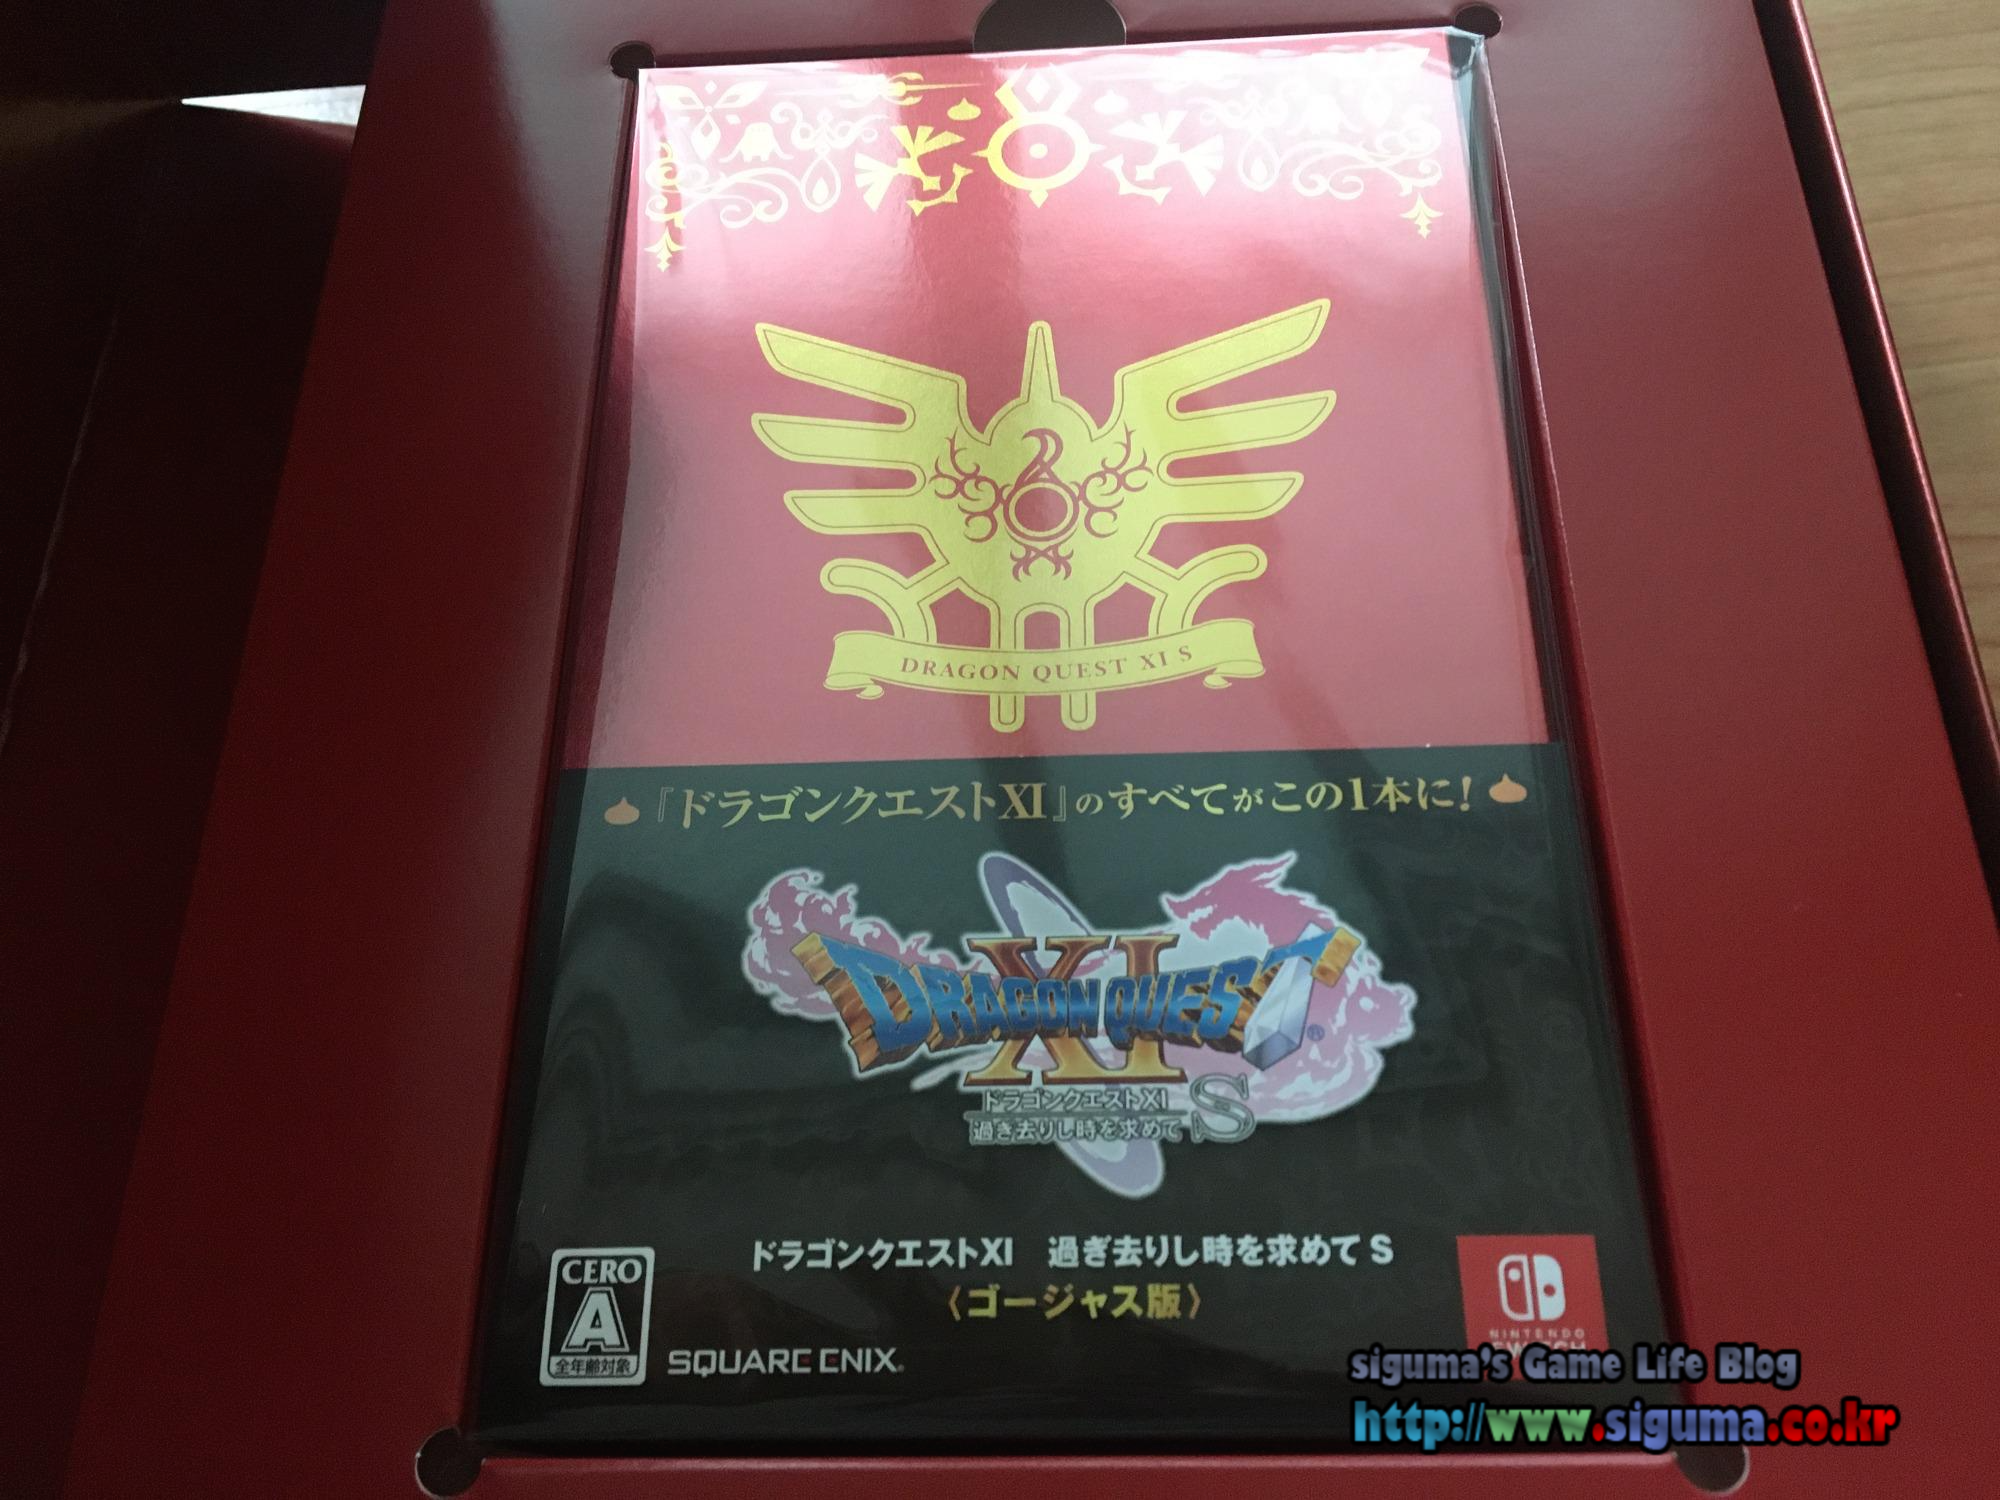 DRAGON QUEST XI S
『ドラゴンクエストXI』のすべてがこの1本に!
XI
DRAGON QUEST®
ドラゴンクエストXI
過ぎ去りし時を求めて S
ドラゴンクエストXI 過ぎ去りし時を求めて S
〈ゴージャス版〉
CERO
A
全年齢対象
SQUARE ENIX.
NINTENDO
SWITCH
siguma's Game Life Blog
http://www.siguma.co.kr